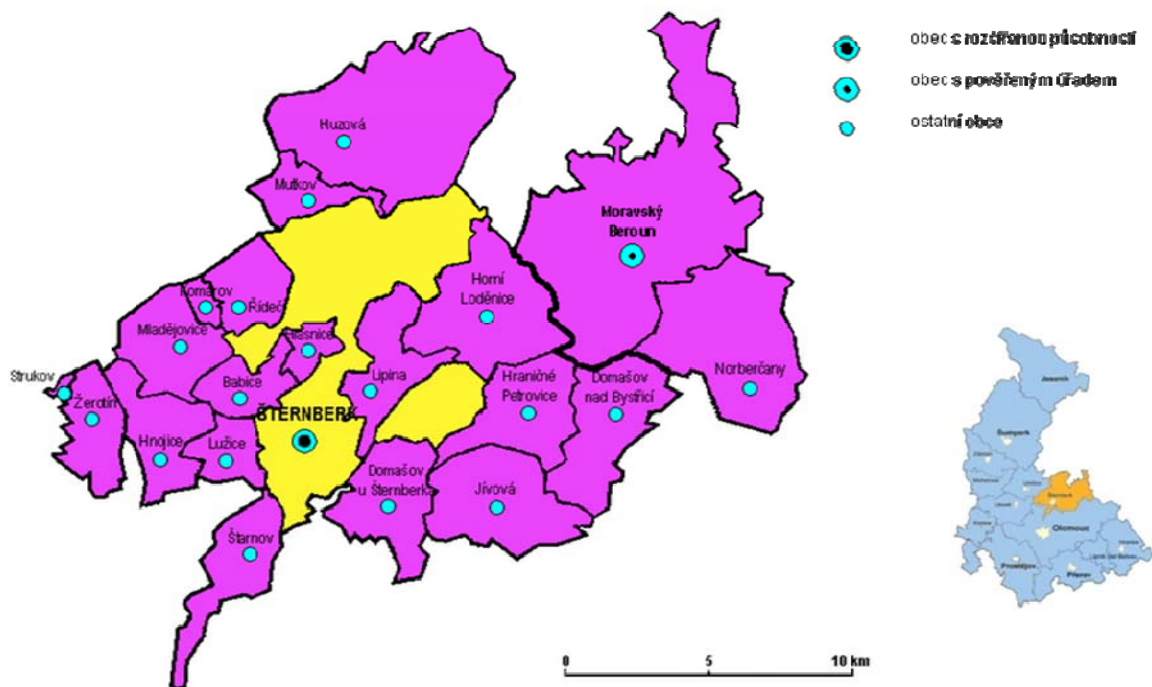 obec s rozšířenou působností
obec s pověřeným úřadem
ostatní obce
Huzová
Mutkov
Moravský
Beroun
Horní
Loděnice
Komárov
Řídeč
Hlásnice
Mladějovice
Strukov
Babice
Lipina
Hraničné
Petrovice
Domašov
nad Bystřicí
Norberčany
Žerotín
ŠTERNBERK
Hnojice
Lužice
Domašov
u Šternberka
Jívová
Štarnov
0 5 10 km
Jeseník
Šumperk
Šternberk
Olomouc
Prostějov
Přerov